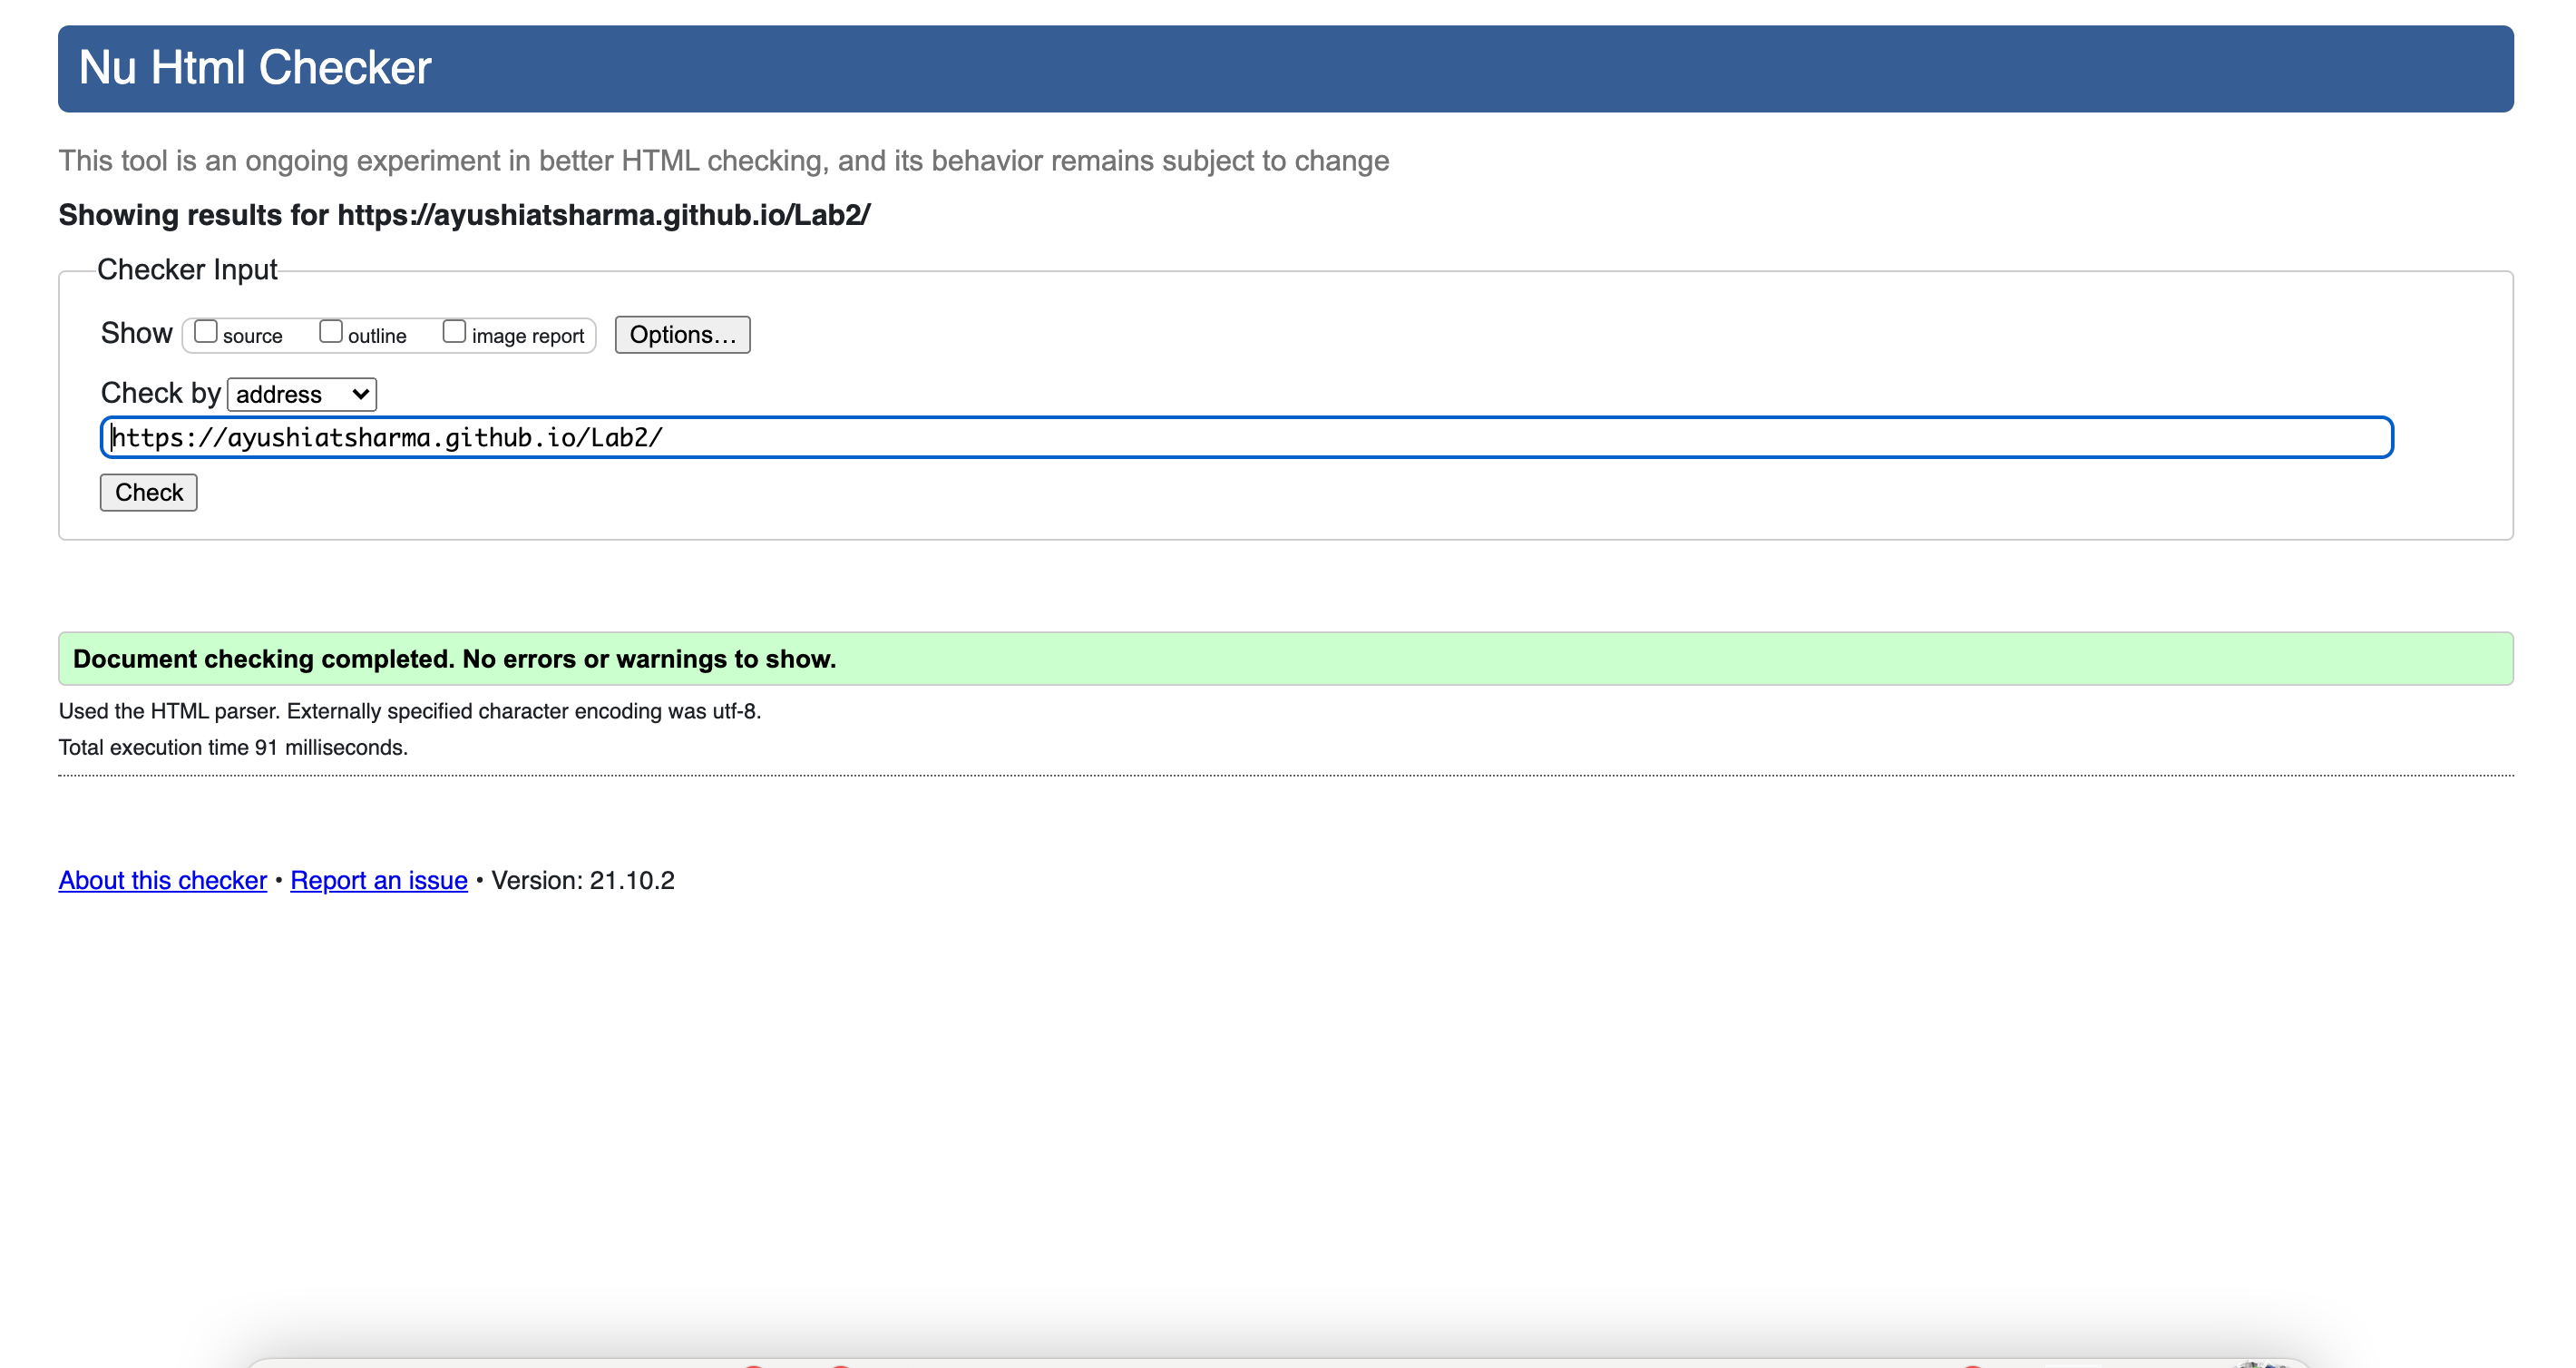 Nu Html Checker
This tool is an ongoing experiment in better HTML checking, and its behavior remains subject to change
Showing results for https://ayushiatsharma.github.io/Lab2/
Checker Input
Show source outline image report Options...
Check by address
https://ayushiatsharma.github.io/Lab2/
Check
Document checking completed. No errors or warnings to show.
Used the HTML parser. Externally specified character encoding was utf-8.
Total execution time 91 milliseconds.
About this checker • Report an issue • Version: 21.10.2